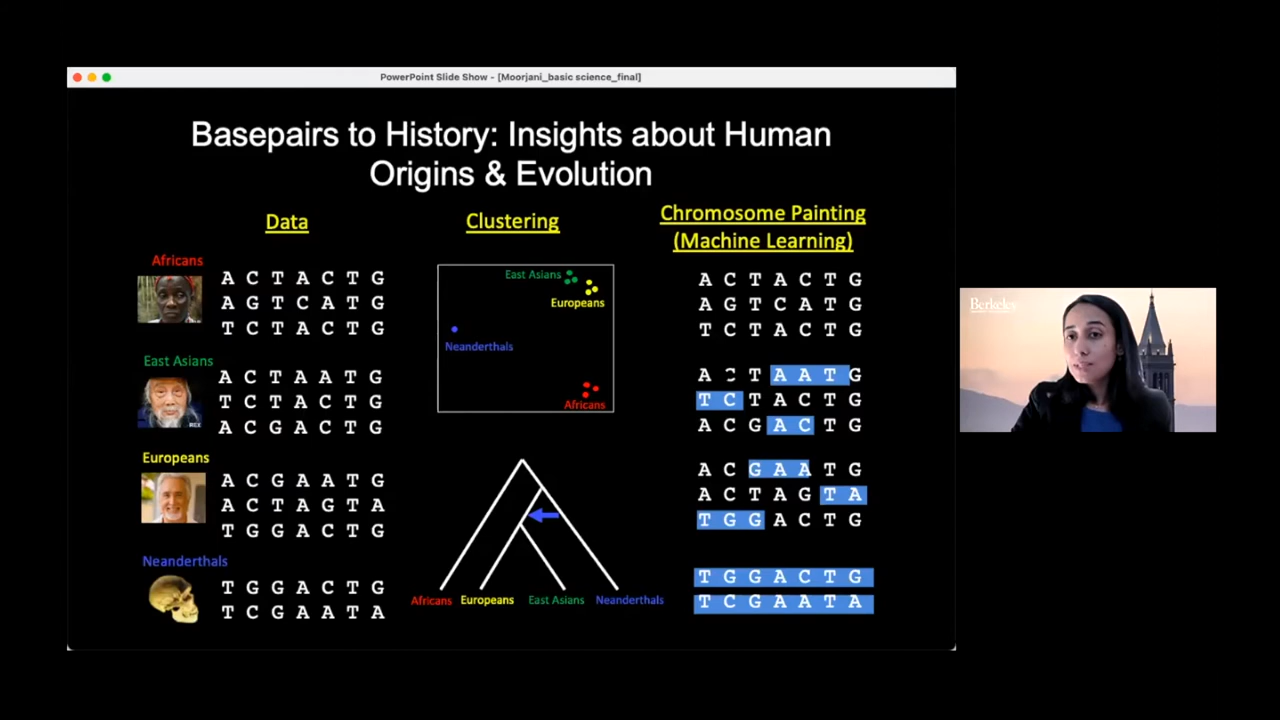 PowerPoint Slide Show - [Moorjani_basic science_final]
Basepairs to History: Insights about Human
Origins & Evolution
Data
Africans
A C T A C T G
A G T C A T G
T C T A C T G
East Asians
REX
A C T A A T G
T C T A C T G
A C G A C T G
Europeans
A C G A A T G
A C T A G T A
T G G A C T G
Neanderthals
T G G A C T G
T C G A A T A
Clustering
East Asians
Europeans
Neanderthals
Africans
Africans Europeans East Asians Neanderthals
Chromosome Painting
(Machine Learning)
A C T A C T G
A G T C A T G
T C T A C T G
A C T A A T G
T C T A C T G
A C G A C T G
A C G A A T G
A C T A G T A
T G G A C T G
T G G A C T G
T C G A A T A
Berkeley